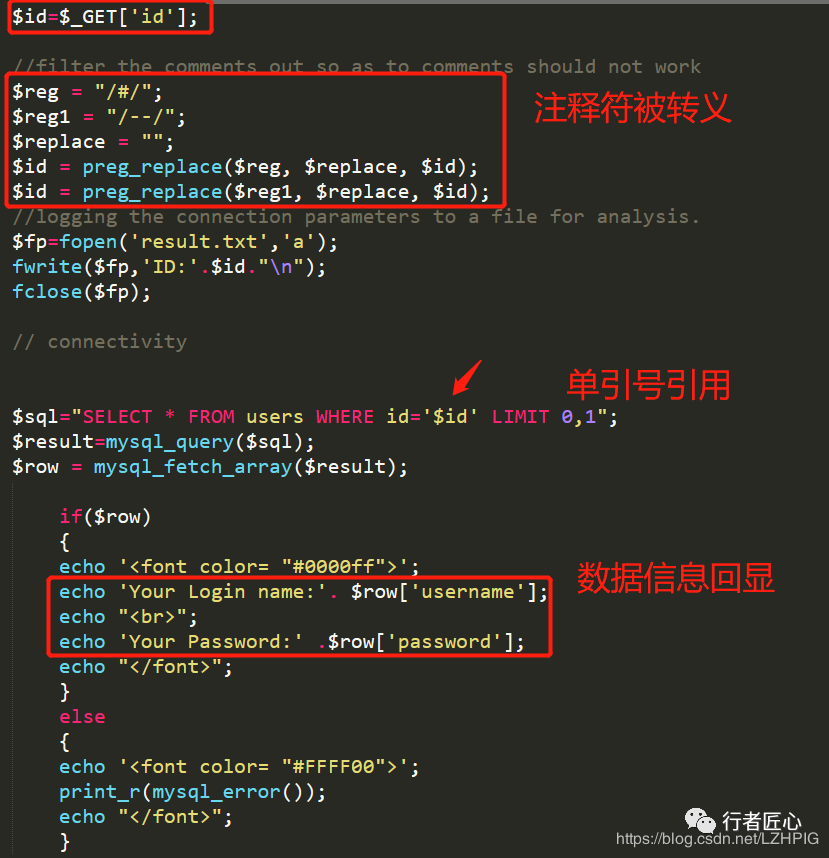 $id=$_GET['id'];
//filter the comments out so as to comments should not work
$reg = "/#/";
$reg1 = "/--/";
$replace = "";
$id = preg_replace($reg, $replace, $id);
$id = preg_replace($reg1, $replace, $id);
注释符被转义
//logging the connection parameters to a file for analysis.
$fp=fopen('result.txt','a');
fwrite($fp,'ID:'.$id."\n");
fclose($fp);
// connectivity
单引号引用
$sql="SELECT * FROM users WHERE id='$id' LIMIT 0,1";
$result=mysql_query($sql);
$row = mysql_fetch_array($result);
if($row)
{
echo '<font color= "#0000ff">';
echo 'Your Login name:'. $row['username'];
echo "<br>";
echo 'Your Password:' .$row['password'];
数据信息回显
echo "</font>";
}
else
{
echo '<font color= "#FFFF00">';
print_r(mysql_error());
echo "</font>";
}
行者匠心
https://blog.csdn.net/LZHPIG